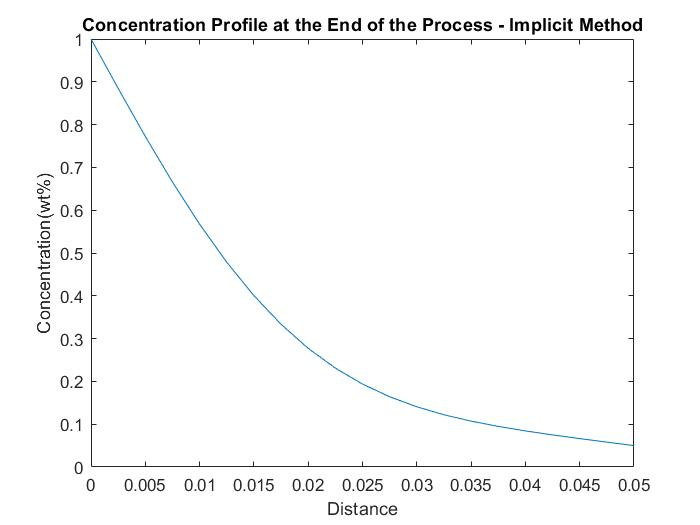 Concentration Profile at the End of the Process - Implicit Method
1
0.9
0.8
0.7
0.6
0.5
0.4
0.3
0.2
0.1
0
Concentration(wt%)
0 0.005 0.01 0.015 0.02 0.025 0.03 0.035 0.04 0.045 0.05
Distance